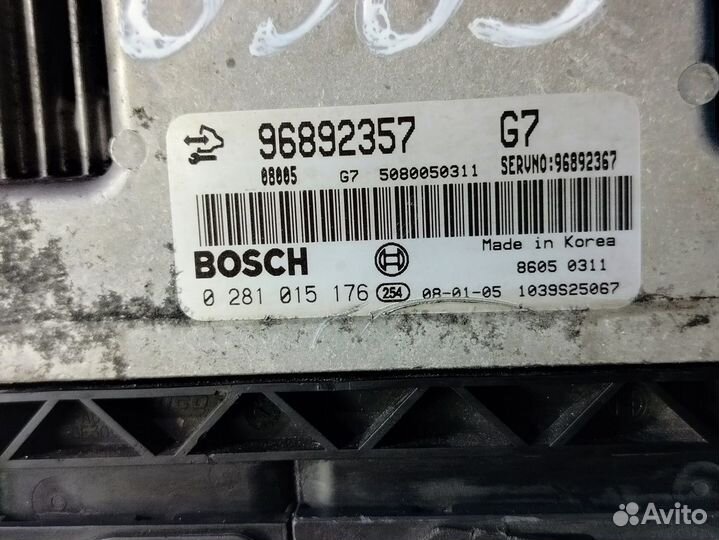 96892357 G7
08005 G7 5080050311 SERVNO:96892367
Made in Korea
BOSCH
8605 0311
0 281 015 176 254 08-01-05 1039S25067
Avito